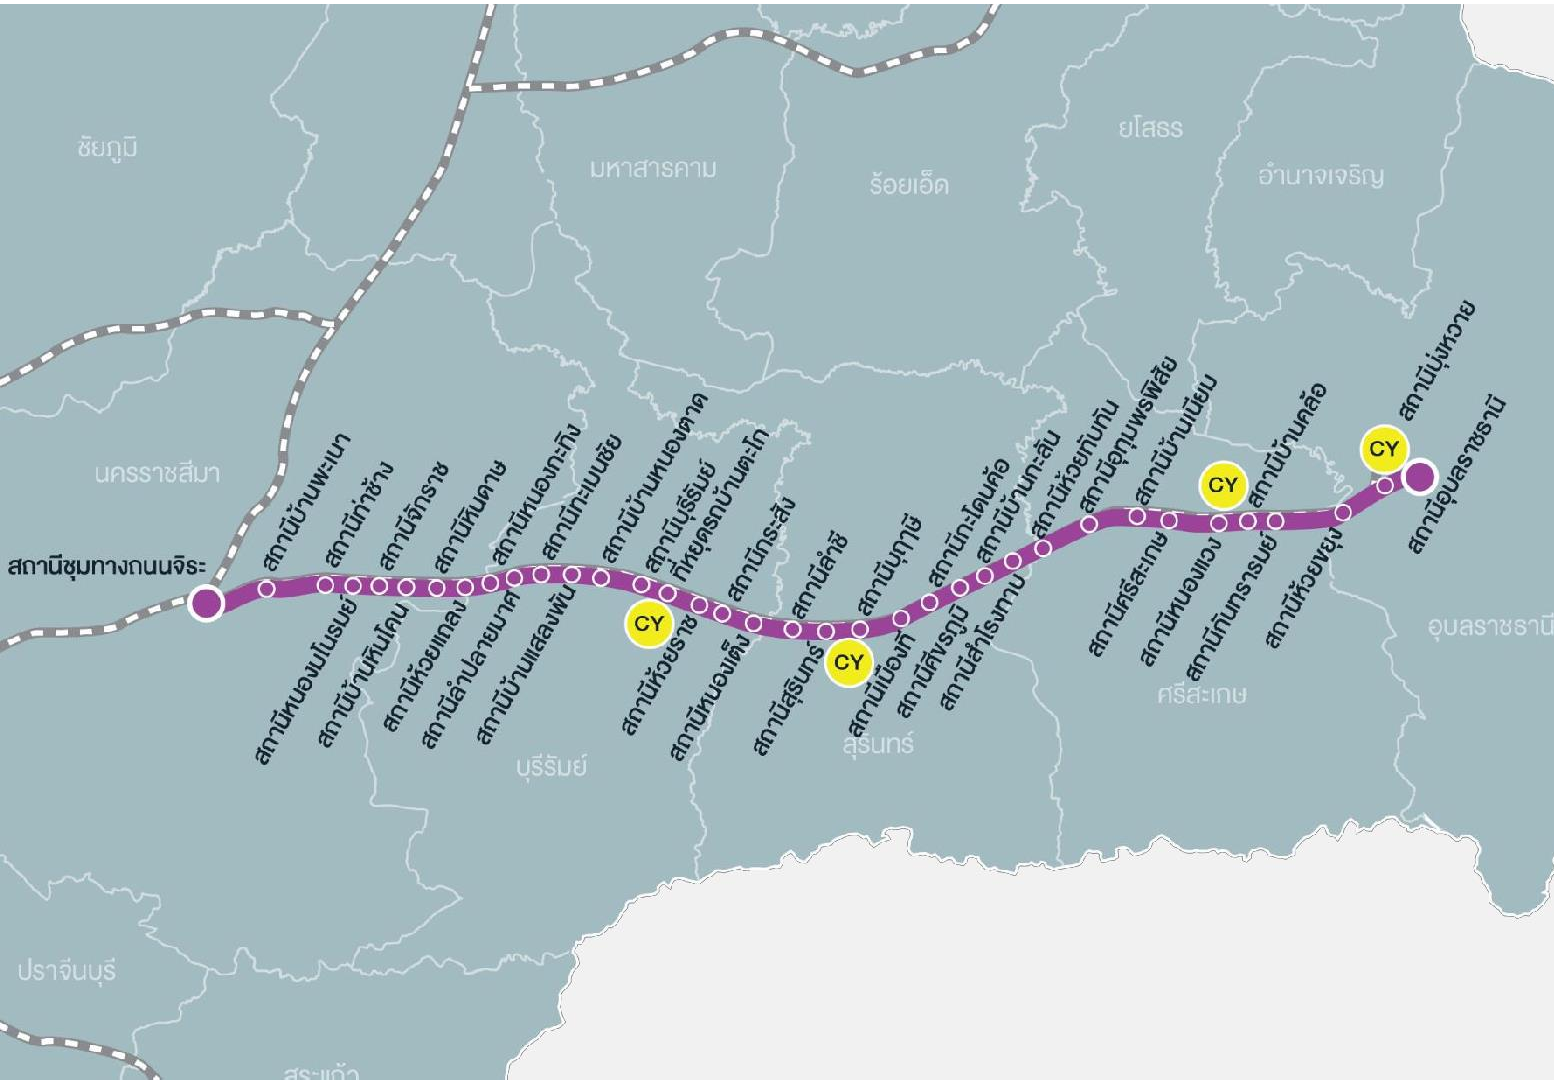 ชัยภูมิ
มหาสารคาม
ร้อยเอ็ด
ยโสธร
อำนาจเจริญ
นครราชสีมา
สถานีชุมทางถนนจิระ
สถานีบ้านพะเนา
สถานีท่าช้าง
สถานีหนองมโนรมย์
สถานีจักราช
สถานีบ้านหินโคน
สถานีหินดาษ
สถานีห้วยแถลง
สถานีหนองกะทิง
สถานีลำปลายมาศ
สถานีทะเมนชัย
สถานีบ้านแสลงพัน
สถานีบ้านหนองตาด
สถานีบุรีรัมย์
CY
สถานีห้วยราช
ที่หยุดรถบ้านตะโก
สถานีกระสัง
สถานีหนองเต็ง
สถานีลำชี
สถานีสุรินทร์
CY
สถานีบุฤาษี
สถานีเมืองที
สถานีกะโดนค้อ
สถานีศีขรภูมิ
สถานีบ้านกะลัน
สถานีสำโรงทาบ
สถานีห้วยทับทัน
สถานีอุทุมพรพิสัย
สถานีบ้านเนียม
สถานีศรีสะเกษ
CY
สถานีหนองแวง
สถานีบ้านคล้อ
สถานีกันทรารมย์
สถานีห้วยพยุง
CY
สถานีบุ่งหวาย
สถานีอุบลราชธานี
อุบลราชธานี
ศรีสะเกษ
สุรินทร์
บุรีรัมย์
ปราจีนบุรี
สระแก้ว